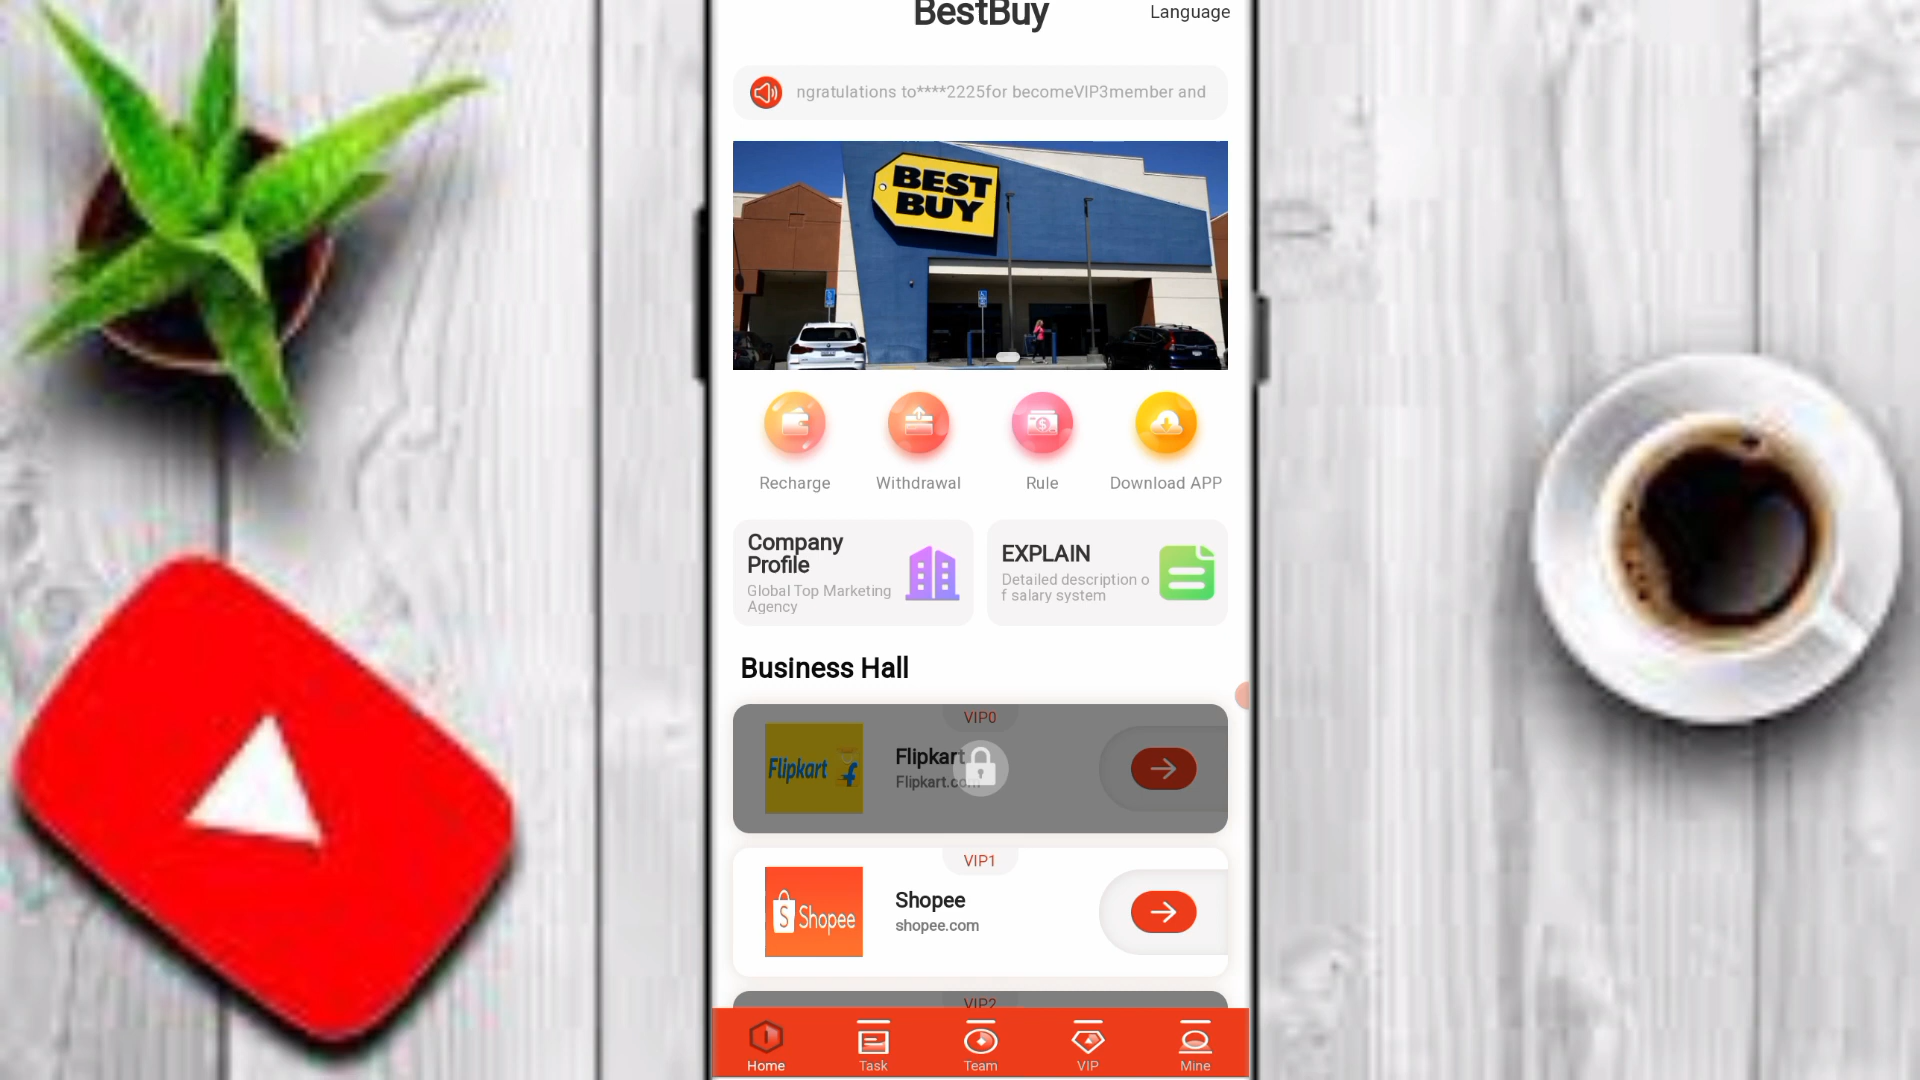 BestBuy
Language
ngratulations to****2225for becomeVIP3member and
BEST
BUY
Recharge
Withdrawal
Rule
Download APP
Company
Profile
Global Top Marketing
Agency
EXPLAIN
Detailed description o
f salary system
Business Hall
VIP0
Flipkart
Flipkart
Flipkart.com
VIP1
Shopee
Shopee
shopee.com
VIP2
Home
Task
Team
VIP
Mine